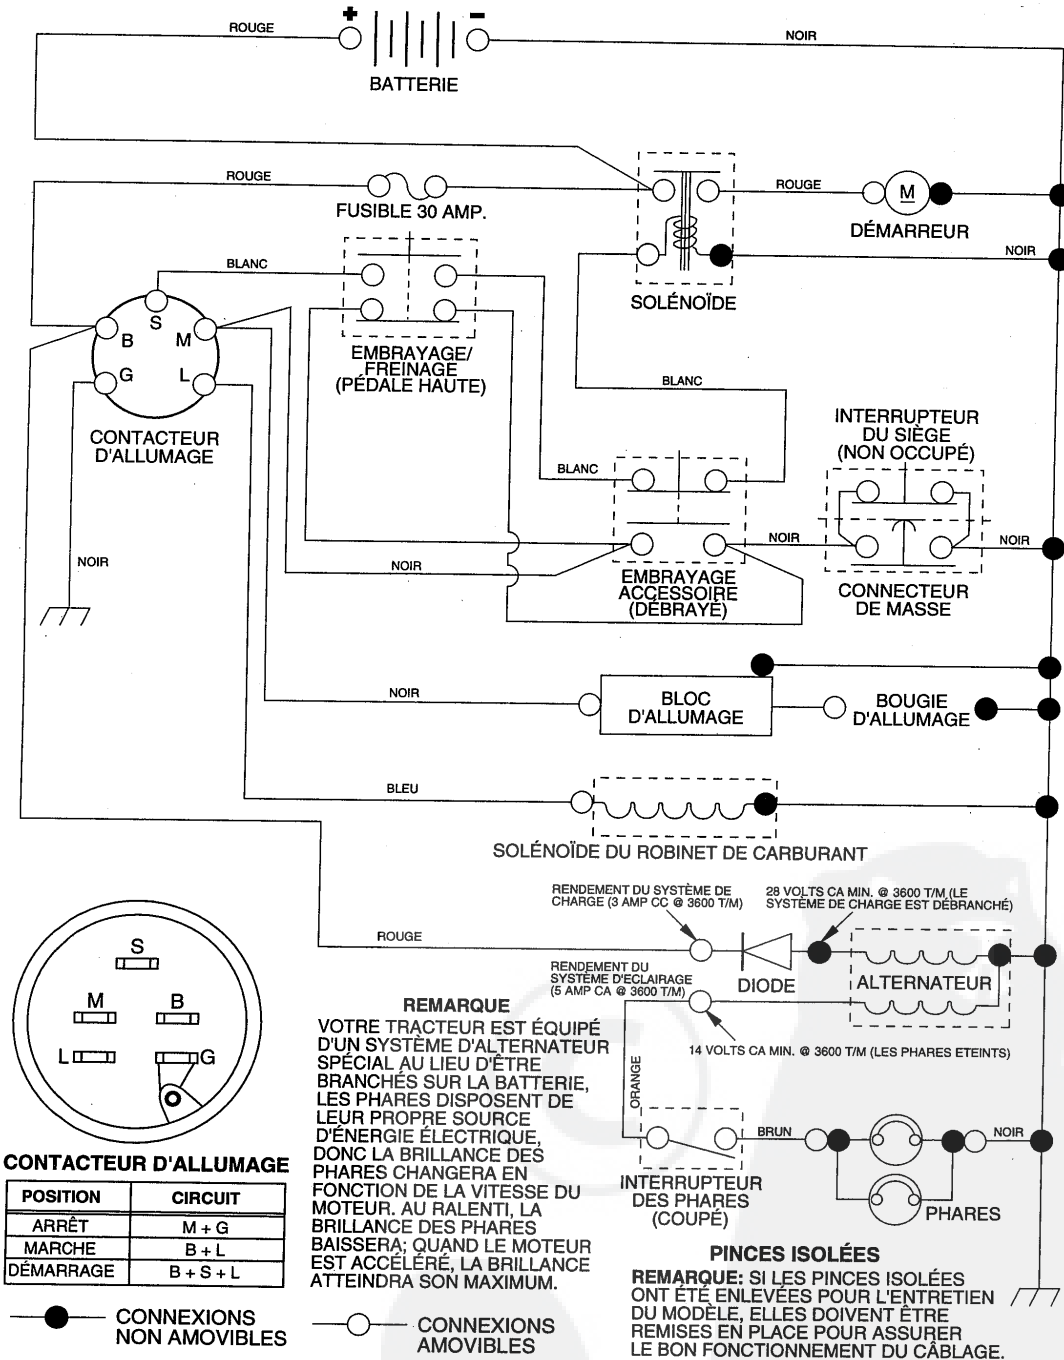 + -
ROUGE
NOIR
BATTERIE
ROUGE
FUSIBLE 30 AMP.
ROUGE
M
DÉMARREUR
NOIR
SOLÉNOÏDE
BLANC
S
B
M
G
L
CONTACTEUR
D'ALLUMAGE
EMBRAYAGE/
FREINAGE
(PÉDALE HAUTE)
BLANC
INTERRUPTEUR
DU SIÈGE
(NON OCCUPÉ)
BLANC
NOIR
NOIR
NOIR
NOIR
EMBRAYAGE
ACCESSOIRE
(DÉBRAYÉ)
CONNECTEUR
DE MASSE
NOIR
BLOC
D'ALLUMAGE
BOUGIE
D'ALLUMAGE
BLEU
SOLÉNOÏDE DU ROBINET DE CARBURANT
RENDEMENT DU SYSTÈME DE
CHARGE (3 AMP CC @ 3600 T/M)
28 VOLTS CA MIN. @ 3600 T/M (LE
SYSTÈME DE CHARGE EST DÉBRANCHÉ)
ROUGE
DIODE
ALTERNATEUR
RENDEMENT DU
SYSTÈME D'ECLAIRAGE
(5 AMP CA @ 3600 T/M)
14 VOLTS CA MIN. @ 3600 T/M (LES PHARES ETEINTS)
ORANGE
BRUN
NOIR
INTERRUPTEUR
DES PHARES
(COUPÉ)
PHARES
S
M
B
L
G
CONTACTEUR D'ALLUMAGE
POSITION CIRCUIT
ARRÊT M + G
MARCHE B + L
DÉMARRAGE B + S + L
REMARQUE
VOTRE TRACTEUR EST ÉQUIPÉ
D'UN SYSTÈME D'ALTERNATEUR
SPÉCIAL AU LIEU D'ÊTRE
BRANCHÉS SUR LA BATTERIE,
LES PHARES DISPOSENT DE
LEUR PROPRE SOURCE
D'ÉNERGIE ÉLECTRIQUE,
DONC LA BRILLANCE DES
PHARES CHANGERA EN
FONCTION DE LA VITESSE DU
MOTEUR. AU RALENTI, LA
BRILLANCE DES PHARES
BAISSERA; QUAND LE MOTEUR
EST ACCÉLÉRÉ, LA BRILLANCE
ATTEINDRA SON MAXIMUM.
PINCES ISOLÉES
REMARQUE: SI LES PINCES ISOLÉES
ONT ÉTÉ ENLEVÉES POUR L'ENTRETIEN
DU MODÈLE, ELLES DOIVENT ÊTRE
REMISES EN PLACE POUR ASSURER
LE BON FONCTIONNEMENT DU CÂBLAGE.
CONNEXIONS
NON AMOVIBLES
CONNEXIONS
AMOVIBLES